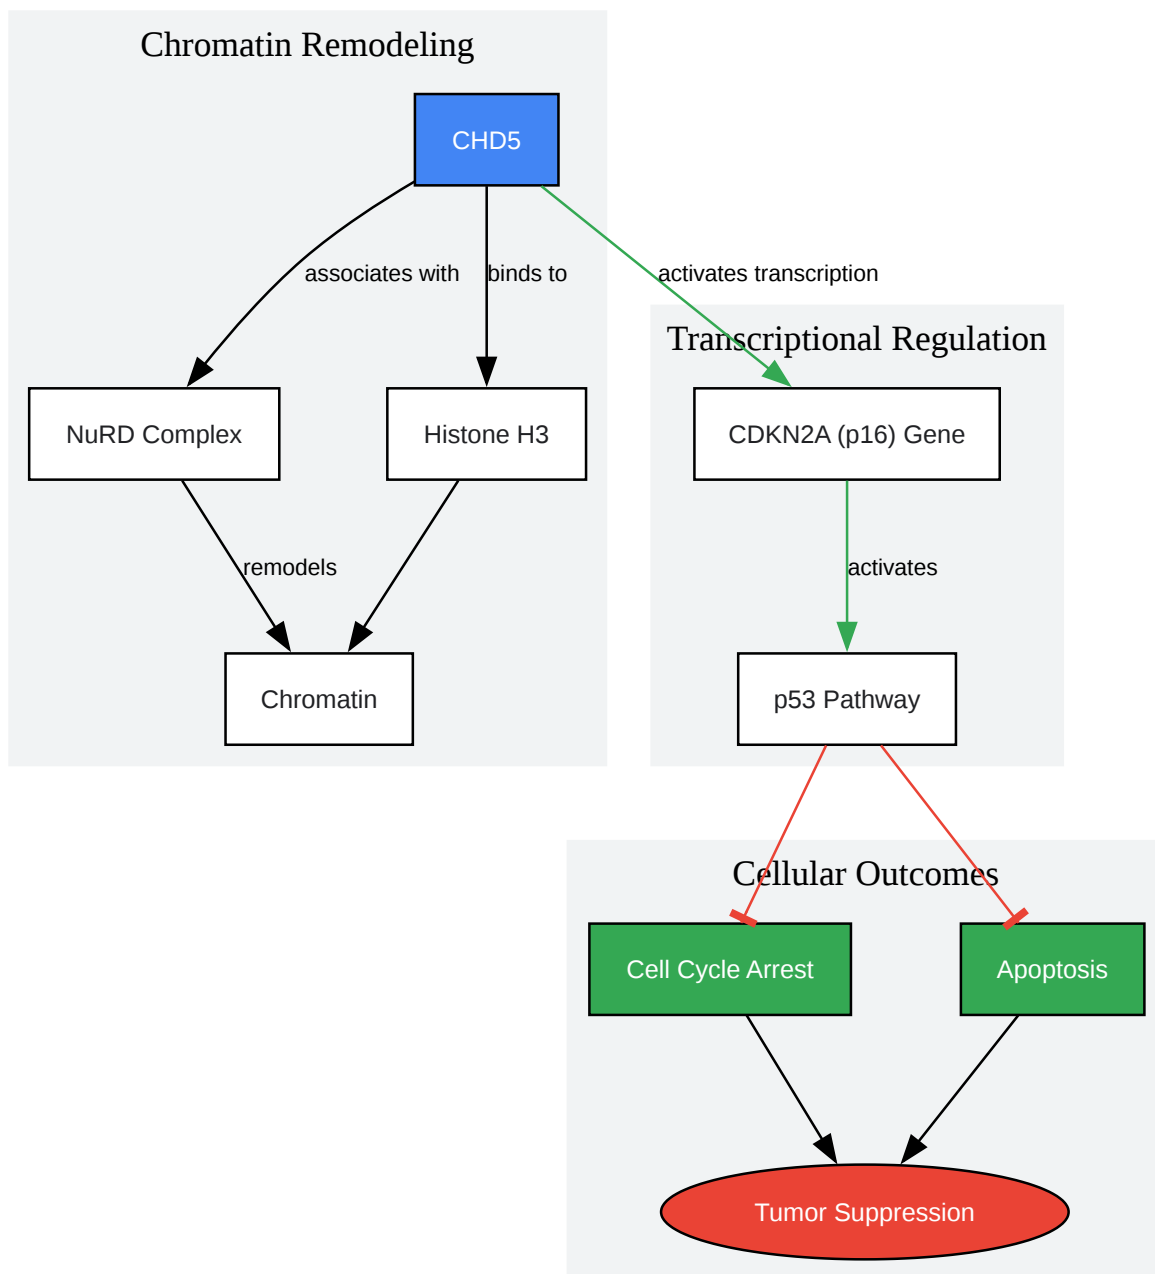 Chromatin Remodeling
CHD5
associates with
binds to
activates transcription
Transcriptional Regulation
NuRD Complex
Histone H3
CDKN2A (p16) Gene
remodels
activates
Chromatin
p53 Pathway
Cellular Outcomes
Cell Cycle Arrest
Apoptosis
Tumor Suppression